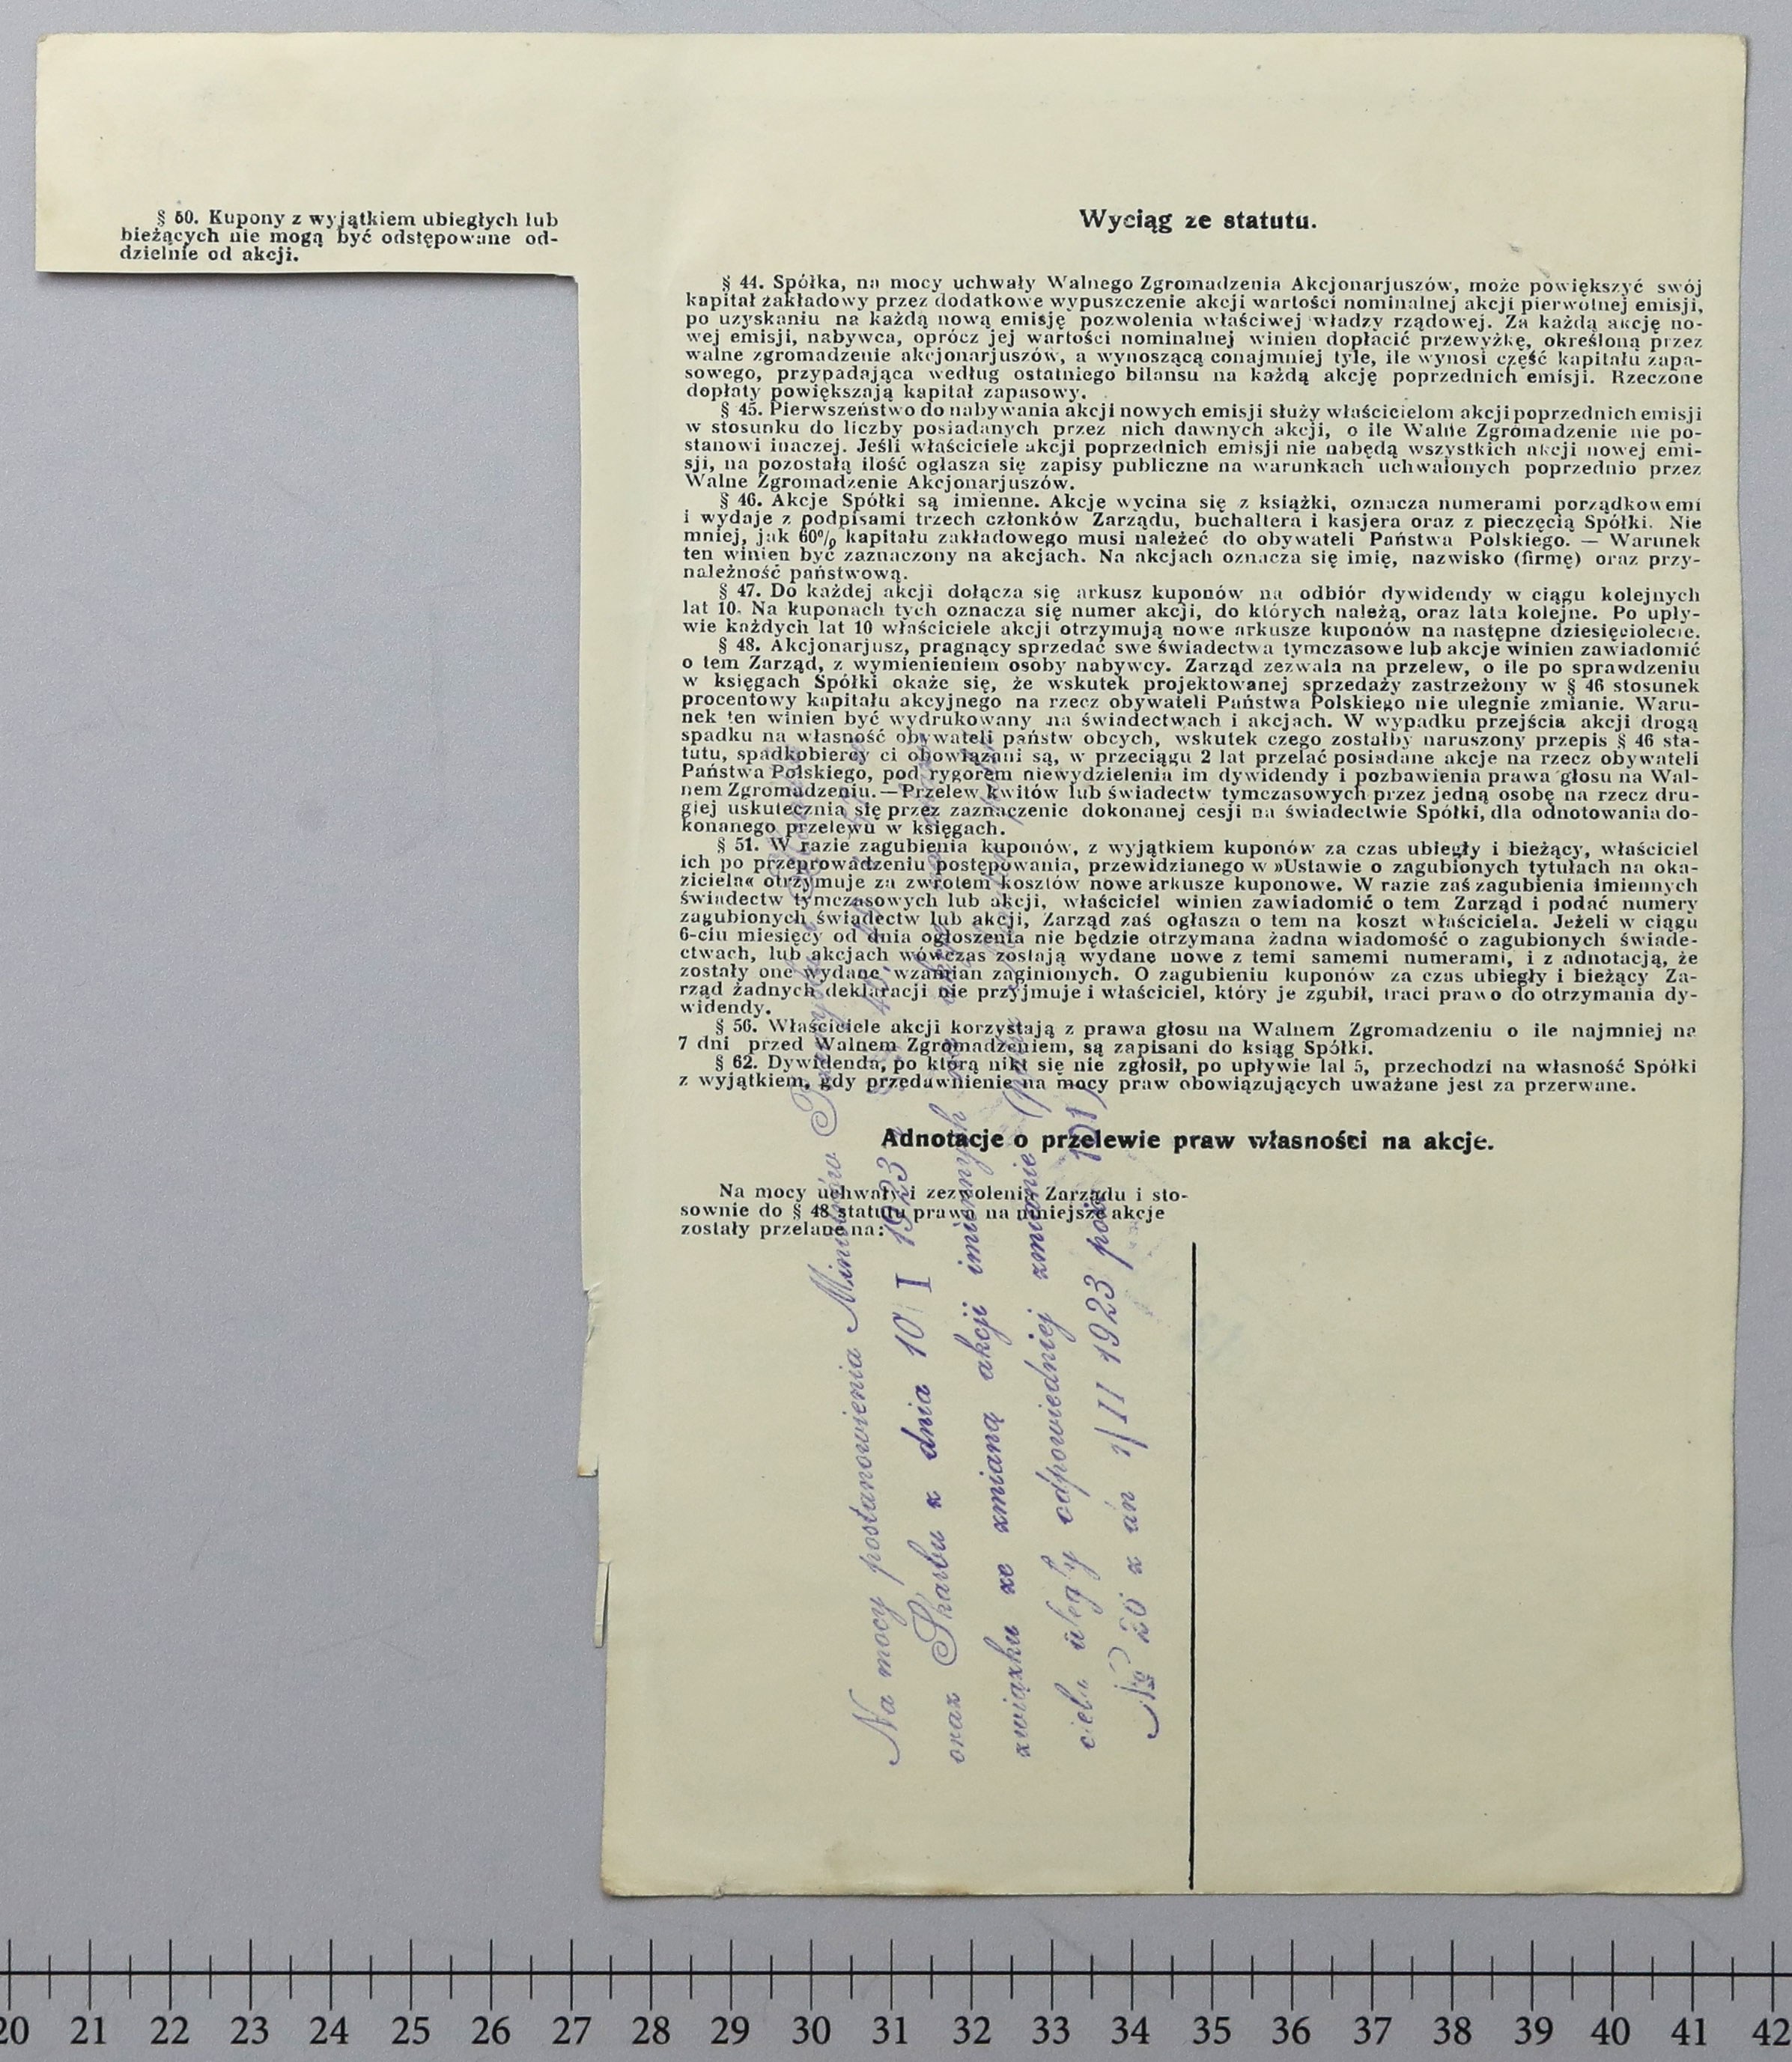 § 50. Kupony z wyjątkiem ubiegłych lub
bieżących nie mogą być odstępowane od-
dzielnie od akcji.
Wyciąg ze statutu.
§ 44. Spółka, na mocy uchwały Walnego Zgromadzenia Akcjonarjuszów, może powiększyć swój
kapitał zakładowy przez dodatkowe wypuszczenie akcji wartości nominalnej akcji pierwotnej emisji,
po uzyskaniu na każdą nową emisję pozwolenia właściwej władzy rządowej. Za każdą akcję no-
wej emisji, nabywca, oprócz jej wartości nominalnej winien dopłacić przewyżkę, określoną przez
walne zgromadzenie akcjonarjuszów, a wynoszącą conajmniej tyle, ile wynosi część kapitału zapa-
sowego, przypadająca według ostatniego bilansu na każdą akcję poprzednich emisji. Rzeczone
dopłaty powiększają kapitał zapasowy.
§ 45. Pierwszeństwo do nabywania akcji nowych emisji służy właścicielom akcji poprzednich emisji
w stosunku do liczby posiadanych przez nich dawnych akcji, o ile Walne Zgromadzenie nie po-
stanowi inaczej. Jeśli właściciele akcji poprzednich emisji nie nabędą wszystkich akcji nowej emi-
sji, na pozostałą ilość ogłasza się zapisy publiczne na warunkach uchwalonych poprzednio przez
Walne Zgromadzenie Akcjonarjuszów.
§ 46. Akcje Spółki są imienne. Akcje wycina się z książki, oznacza numerami porządkowemi
i wydaje z podpisami trzech członków Zarządu, buchaltera i kasjera oraz z pieczęcią Spółki. Nie
mniej, jak 60% kapitału zakładowego musi należeć do obywateli Państwa Polskiego. — Warunek
ten winien być zaznaczony na akcjach. Na akcjach oznacza się imię, nazwisko (firmę) oraz przy-
należność państwową.
§ 47. Do każdej akcji dołącza się arkusz kuponów na odbiór dywidendy w ciągu kolejnych
lat 10. Na kuponach tych oznacza się numer akcji, do których należą, oraz lata kolejne. Po upły-
wie każdych lat 10 właściciele akcji otrzymują nowe arkusze kuponów na następne dziesięciolecie.
§ 48. Akcjonarjusz, pragnący sprzedać swe świadectwa tymczasowe lub akcje winien zawiadomić
o tem Zarząd, z wymienieniem osoby nabywcy. Zarząd zezwala na przelew, o ile po sprawdzeniu
w księgach Spółki okaże się, że wskutek projektowanej sprzedaży zastrzeżony w § 46 stosunek
procentowy kapitału akcyjnego na rzecz obywateli Państwa Polskiego nie ulegnie zmianie. Waru-
nek ten winien być wydrukowany na świadectwach i akcjach. W wypadku przejścia akcji drogą
spadku na własność obywateli państw obcych, wskutek czego zostałby naruszony przepis § 46 sta-
tutu, spadkobiercy ci obowiązani są, w przeciągu 2 lat przelać posiadane akcje na rzecz obywateli
Państwa Polskiego, pod rygorem niewydzielenia im dywidendy i pozbawienia prawa głosu na Wal-
nem Zgromadzeniu. — Przelew kwitów lub świadectw tymczasowych przez jedną osobę na rzecz dru-
giej uskutecznia się przez zaznaczenie dokonanej cesji na świadectwie Spółki, dla odnotowania do-
konanego przelewu w księgach.
§ 51. W razie zagubienia kuponów, z wyjątkiem kuponów za czas ubiegły i bieżący, właściciel
ich po przeprowadzeniu postępowania, przewidzianego w »Ustawie o zagubionych tytułach na oka-
ziciela« otrzymuje za zwrotem kosztów nowe arkusze kuponowe. W razie zaś zagubienia imiennych
świadectw tymczasowych lub akcji, właściciel winien zawiadomić o tem Zarząd i podać numery
zagubionych świadectw lub akcji, Zarząd zaś ogłasza o tem na koszt właściciela. Jeżeli w ciągu
6-ciu miesięcy od dnia ogłoszenia nie będzie otrzymana żadna wiadomość o zagubionych świade-
ctwach, lub akcjach wówczas zostają wydane nowe z temi samemi numerami, i z adnotacją, że
zostały one wydane wzamian zaginionych. O zagubieniu kuponów za czas ubiegły i bieżący Za-
rząd żadnych deklaracji nie przyjmuje i właściciel, który je zgubił, traci prawo do otrzymania dy-
widendy.
§ 56. Właściciele akcji korzystają z prawa głosu na Walnem Zgromadzeniu o ile najmniej na
7 dni przed Walnem Zgromadzeniem, są zapisani do ksiąg Spółki.
§ 62. Dywidenda, po którą nikt się nie zgłosił, po upływie lat 5, przechodzi na własność Spółki
z wyjątkiem, gdy przedawnienie na mocy praw obowiązujących uważane jest za przerwane.
Adnotacje o przelewie praw własności na akcje.
Na mocy uchwały i zezwolenia Zarządu i sto-
sownie do § 48 statutu prawo na niniejsze akcje
zostały przelane na:
Na mocy postanowienia Ministrów
oraz Skarbu z dnia 10 I 1923
związku ze zmianą akcji imiennych
ciela uległy odpowiedniej zmianie
№ 20 z dn 1/II 1923 poz 101)
20 21 22 23 24 25 26 27 28 29 30 31 32 33 34 35 36 37 38 39 40 41 42